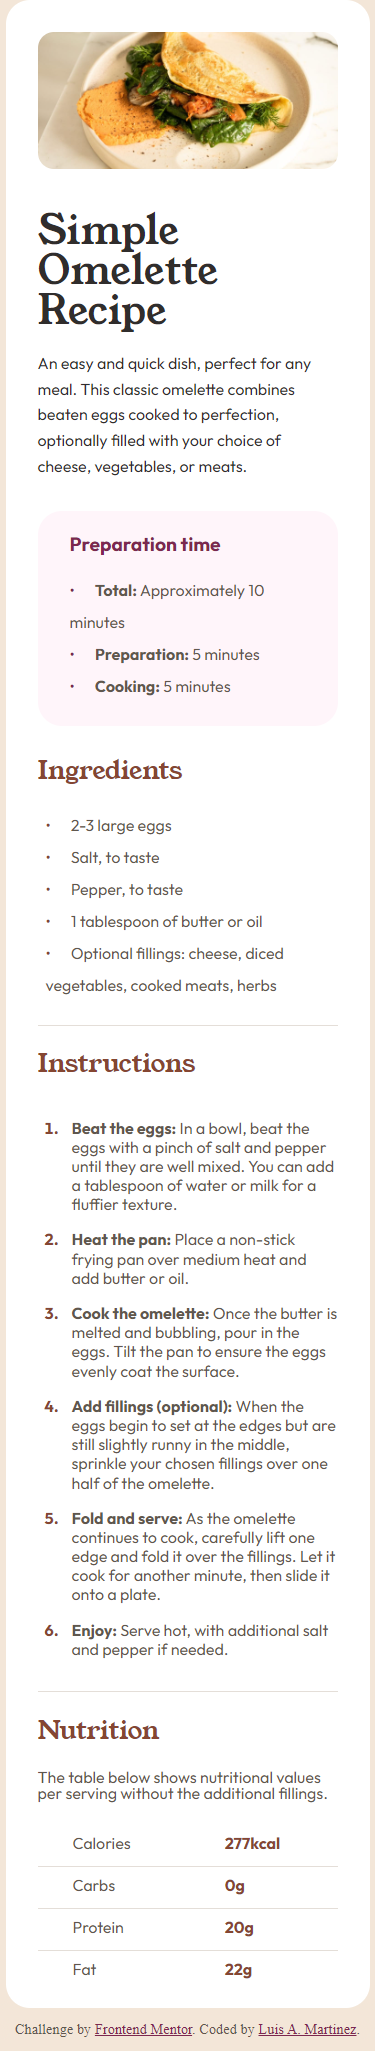 Simple
Omelette
Recipe
An easy and quick dish, perfect for any
meal. This classic omelette combines
beaten eggs cooked to perfection,
optionally filled with your choice of
cheese, vegetables, or meats.
Preparation time
• Total: Approximately 10
minutes
• Preparation: 5 minutes
• Cooking: 5 minutes
Ingredients
• 2-3 large eggs
• Salt, to taste
• Pepper, to taste
• 1 tablespoon of butter or oil
• Optional fillings: cheese, diced
vegetables, cooked meats, herbs
Instructions
1. Beat the eggs: In a bowl, beat the
eggs with a pinch of salt and pepper
until they are well mixed. You can add
a tablespoon of water or milk for a
fluffier texture.
2. Heat the pan: Place a non-stick
frying pan over medium heat and
add butter or oil.
3. Cook the omelette: Once the butter is
melted and bubbling, pour in the
eggs. Tilt the pan to ensure the eggs
evenly coat the surface.
4. Add fillings (optional): When the
eggs begin to set at the edges but are
still slightly runny in the middle,
sprinkle your chosen fillings over one
half of the omelette.
5. Fold and serve: As the omelette
continues to cook, carefully lift one
edge and fold it over the fillings. Let it
cook for another minute, then slide it
onto a plate.
6. Enjoy: Serve hot, with additional salt
and pepper if needed.
Nutrition
The table below shows nutritional values
per serving without the additional fillings.
Calories 277kcal
Carbs 0g
Protein 20g
Fat 22g
Challenge by Frontend Mentor. Coded by Luis A. Martinez.